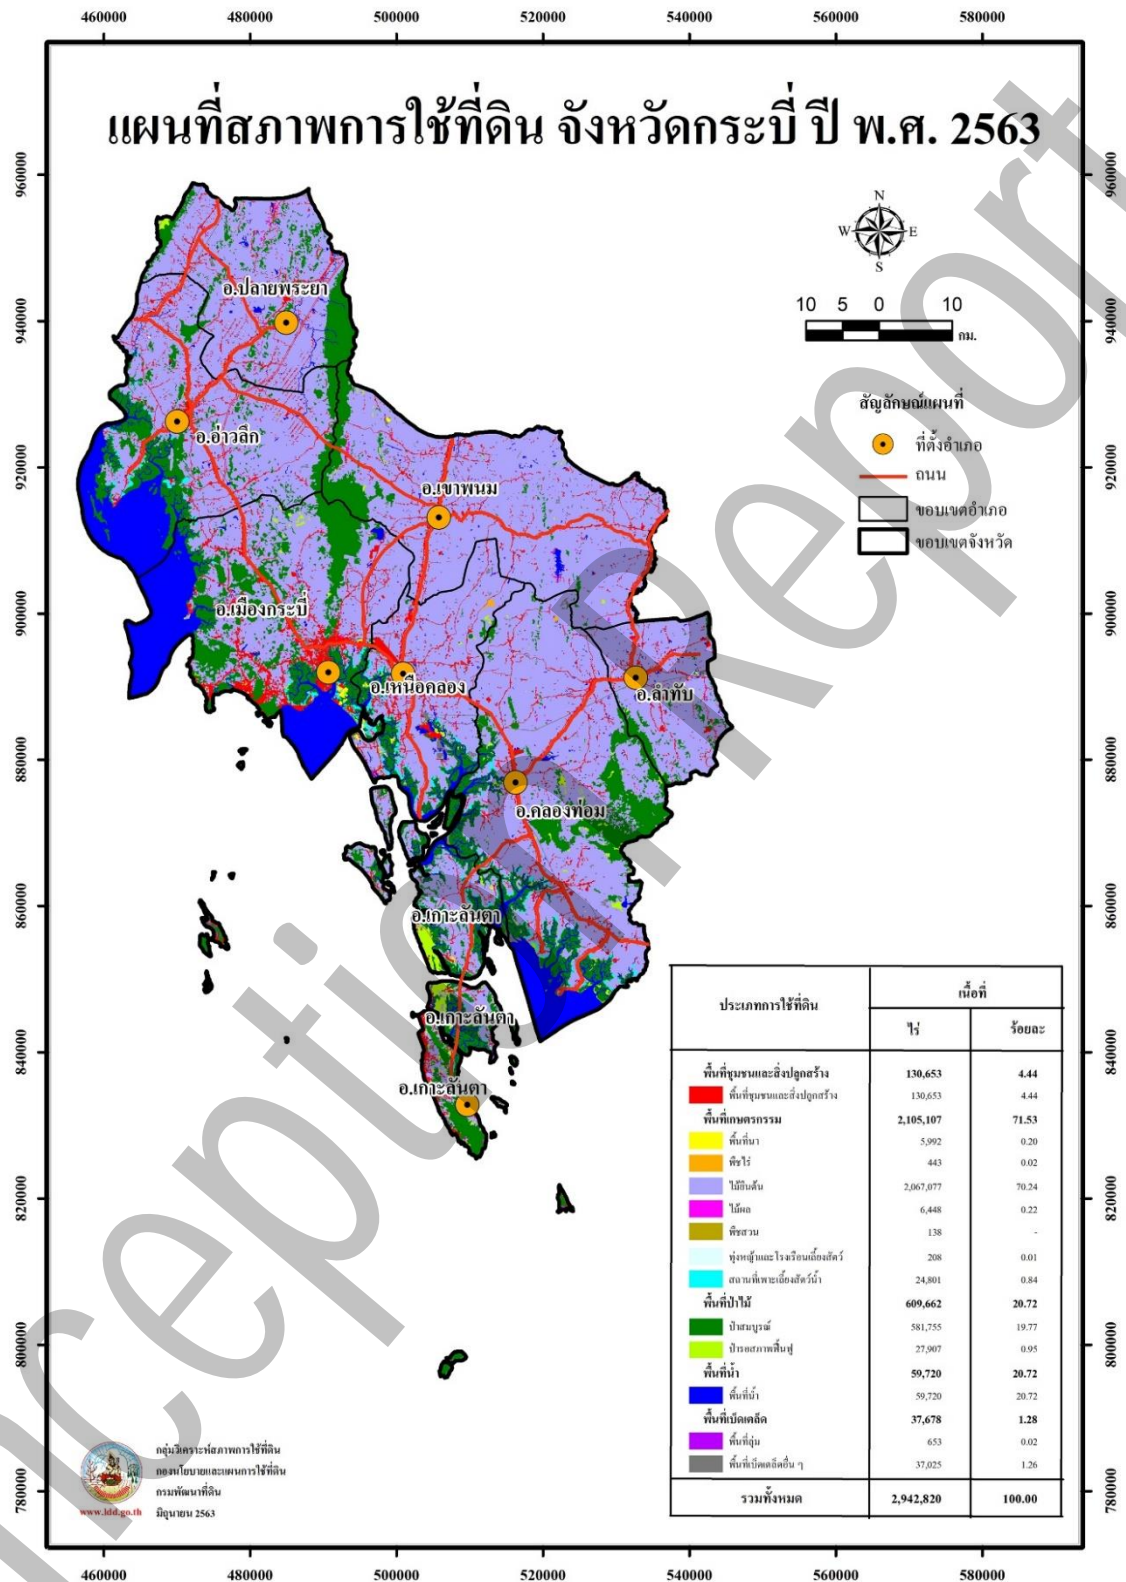 460000 480000 500000 520000 540000 560000 580000
แผนที่สภาพการใช้ที่ดิน จังหวัดกระบี่ ปี พ.ศ. 2563
960000 960000
N
W E
S
10 5 0 10
กม.
940000 940000
สัญลักษณ์แผนที่
ที่ตั้งอำเภอ
ถนน
ขอบเขตอำเภอ
ขอบเขตจังหวัด
อ.ปลายพระยา
อ.อ่าวลึก
920000 920000
อ.เขาพนม
900000 900000
อ.เมืองกระบี่
อ.เหนือคลอง
อ.ลำทับ
880000 880000
อ.คลองท่อม
860000 860000
อ.เกาะลันตา
อ.เกาะลันตา
840000 840000
อ.เกาะลันตา
820000 820000
800000 800000
780000 780000
ประเภทการใช้ที่ดิน เนื้อที่
ไร่ ร้อยละ
พื้นที่ชุมชนและสิ่งปลูกสร้าง 130,653 4.44
พื้นที่ชุมชนและสิ่งปลูกสร้าง 130,653 4.44
พื้นที่เกษตรกรรม 2,105,107 71.53
พื้นที่นา 5,992 0.20
พืชไร่ 443 0.02
ไม้ยืนต้น 2,067,077 70.24
ไม้ผล 6,448 0.22
พืชสวน 138 -
ทุ่งหญ้าและโรงเรือนเลี้ยงสัตว์ 208 0.01
สถานที่เพาะเลี้ยงสัตว์น้ำ 24,801 0.84
พื้นที่ป่าไม้ 609,662 20.72
ป่าสมบูรณ์ 581,755 19.77
ป่ารอสภาพฟื้นฟู 27,907 0.95
พื้นที่น้ำ 59,720 20.72
พื้นที่น้ำ 59,720 20.72
พื้นที่เบ็ดเตล็ด 37,678 1.28
พื้นที่ลุ่ม 653 0.02
พื้นที่เบ็ดเตล็ดอื่น ๆ 37,025 1.26
รวมทั้งหมด 2,942,820 100.00
กลุ่มวิเคราะห์สภาพการใช้ที่ดิน
กองนโยบายและแผนการใช้ที่ดิน
กรมพัฒนาที่ดิน
www.ldd.go.th มิถุนายน 2563
460000 480000 500000 520000 540000 560000 580000
Inception Report